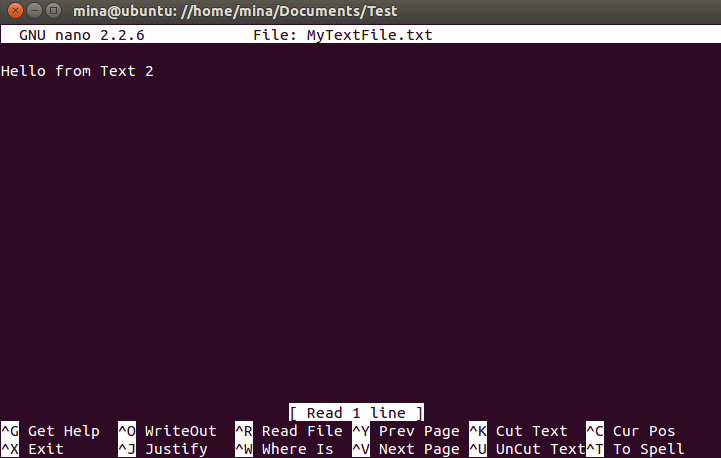 mina@ubuntu: //home/mina/Documents/Test
GNU nano 2.2.6 File: MyTextFile.txt
Hello from Text 2
[ Read 1 line ]
^G Get Help ^O WriteOut ^R Read File ^Y Prev Page ^K Cut Text ^C Cur Pos
^X Exit ^J Justify ^W Where Is ^V Next Page ^U UnCut Text ^T To Spell